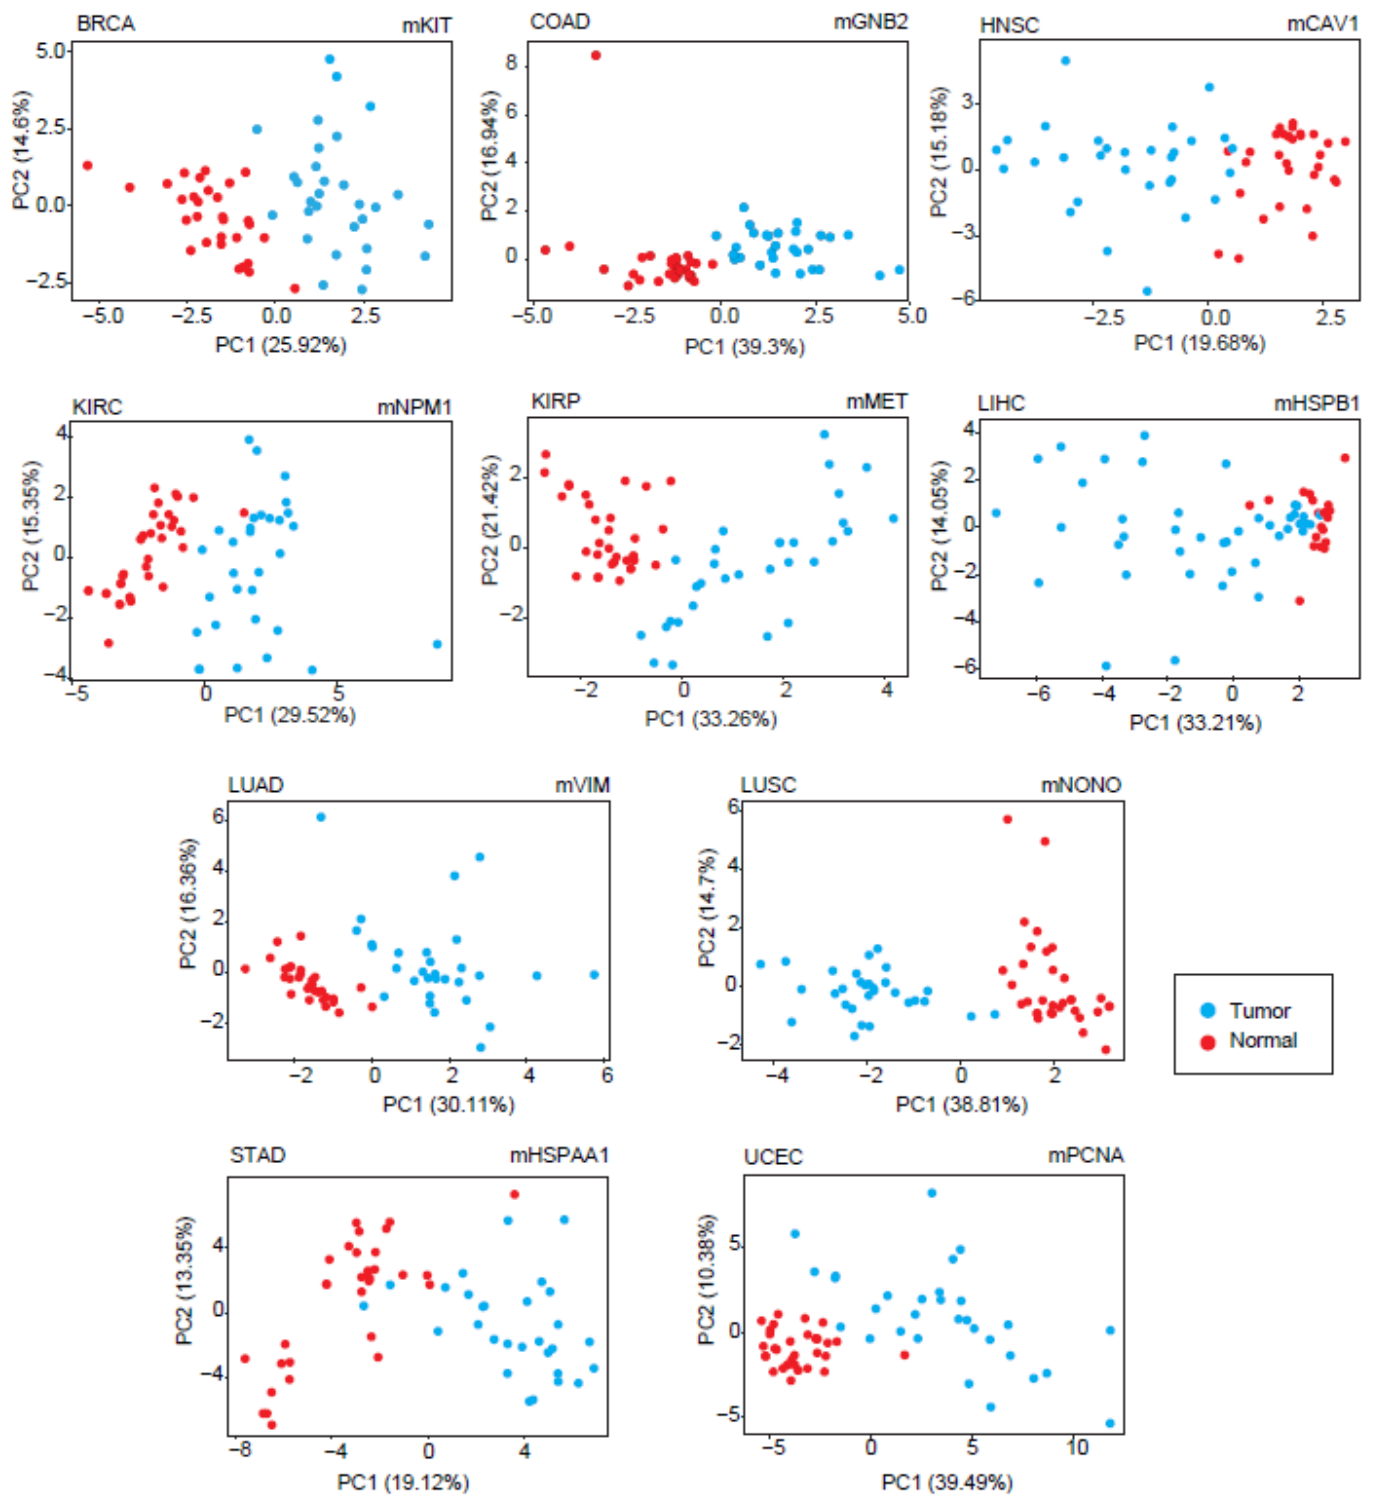 BRCA mKIT
5.0
2.5
0.0
−2.5
PC2 (14.6%)
−5.0 −2.5 0.0 2.5
PC1 (25.92%)
COAD mGNB2
8
6
4
2
0
PC2 (16.94%)
−5.0 −2.5 0.0 2.5 5.0
PC1 (39.3%)
HNSC mCAV1
3
0
−3
−6
PC2 (15.18%)
−2.5 0.0 2.5
PC1 (19.68%)
KIRC mNPM1
4
2
0
−2
−4
PC2 (15.35%)
−5 0 5
PC1 (29.52%)
KIRP mMET
2
0
−2
PC2 (21.42%)
−2 0 2 4
PC1 (33.26%)
LIHC mHSPB1
4
2
0
−2
−4
−6
PC2 (14.05%)
−6 −4 −2 0 2
PC1 (33.21%)
LUAD mVIM
6
4
2
0
−2
PC2 (16.36%)
−2 0 2 4 6
PC1 (30.11%)
LUSC mNONO
6
4
2
0
−2
PC2 (14.7%)
−4 −2 0 2
PC1 (38.81%)
Tumor
Normal
STAD mHSPAA1
4
0
−4
PC2 (13.35%)
−8 −4 0 4
PC1 (19.12%)
UCEC mPCNA
5
0
−5
PC2 (10.38%)
−5 0 5 10
PC1 (39.49%)